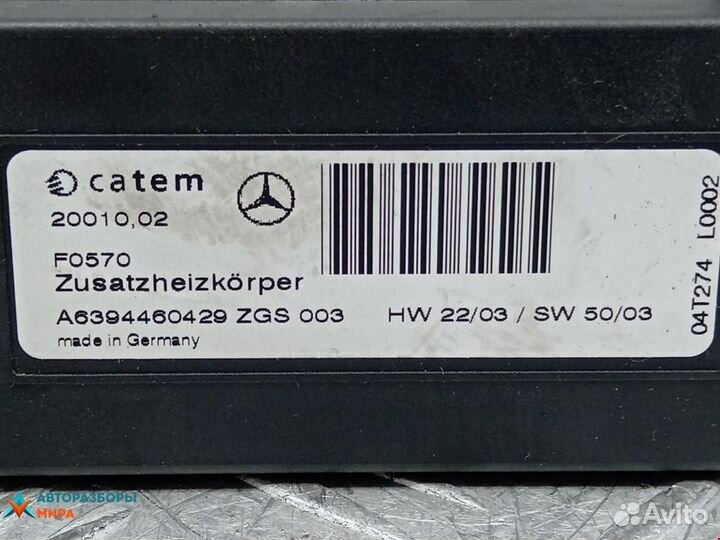 catem
20010,02
F0570
Zusatzheizkörper
A6394460429 ZGS 003 HW 22/03 / SW 50/03
made in Germany
04T274 L0002
АВТОРАЗБОРЫ
МИРА
Avito